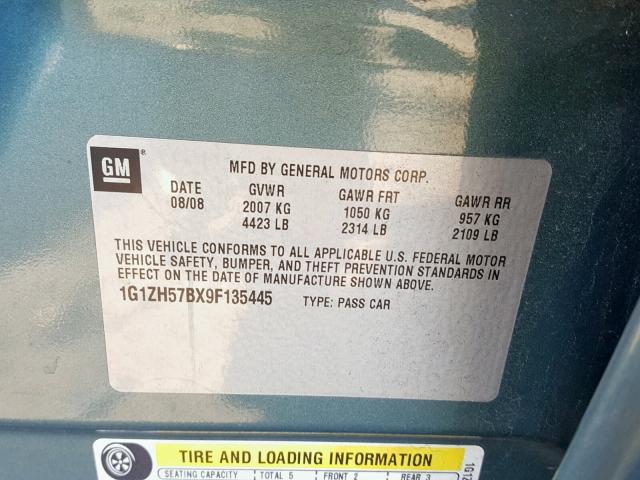 GM ®
MFD BY GENERAL MOTORS CORP.
DATE GVWR GAWR FRT GAWR RR
08/08 2007 KG 1050 KG 957 KG
4423 LB 2314 LB 2109 LB
THIS VEHICLE CONFORMS TO ALL APPLICABLE U.S. FEDERAL MOTOR
VEHICLE SAFETY, BUMPER, AND THEFT PREVENTION STANDARDS IN
EFFECT ON THE DATE OF MANUFACTURE SHOWN ABOVE.
1G1ZH57BX9F135445 TYPE: PASS CAR
TIRE AND LOADING INFORMATION
SEATING CAPACITY TOTAL 5 FRONT 2 REAR 3